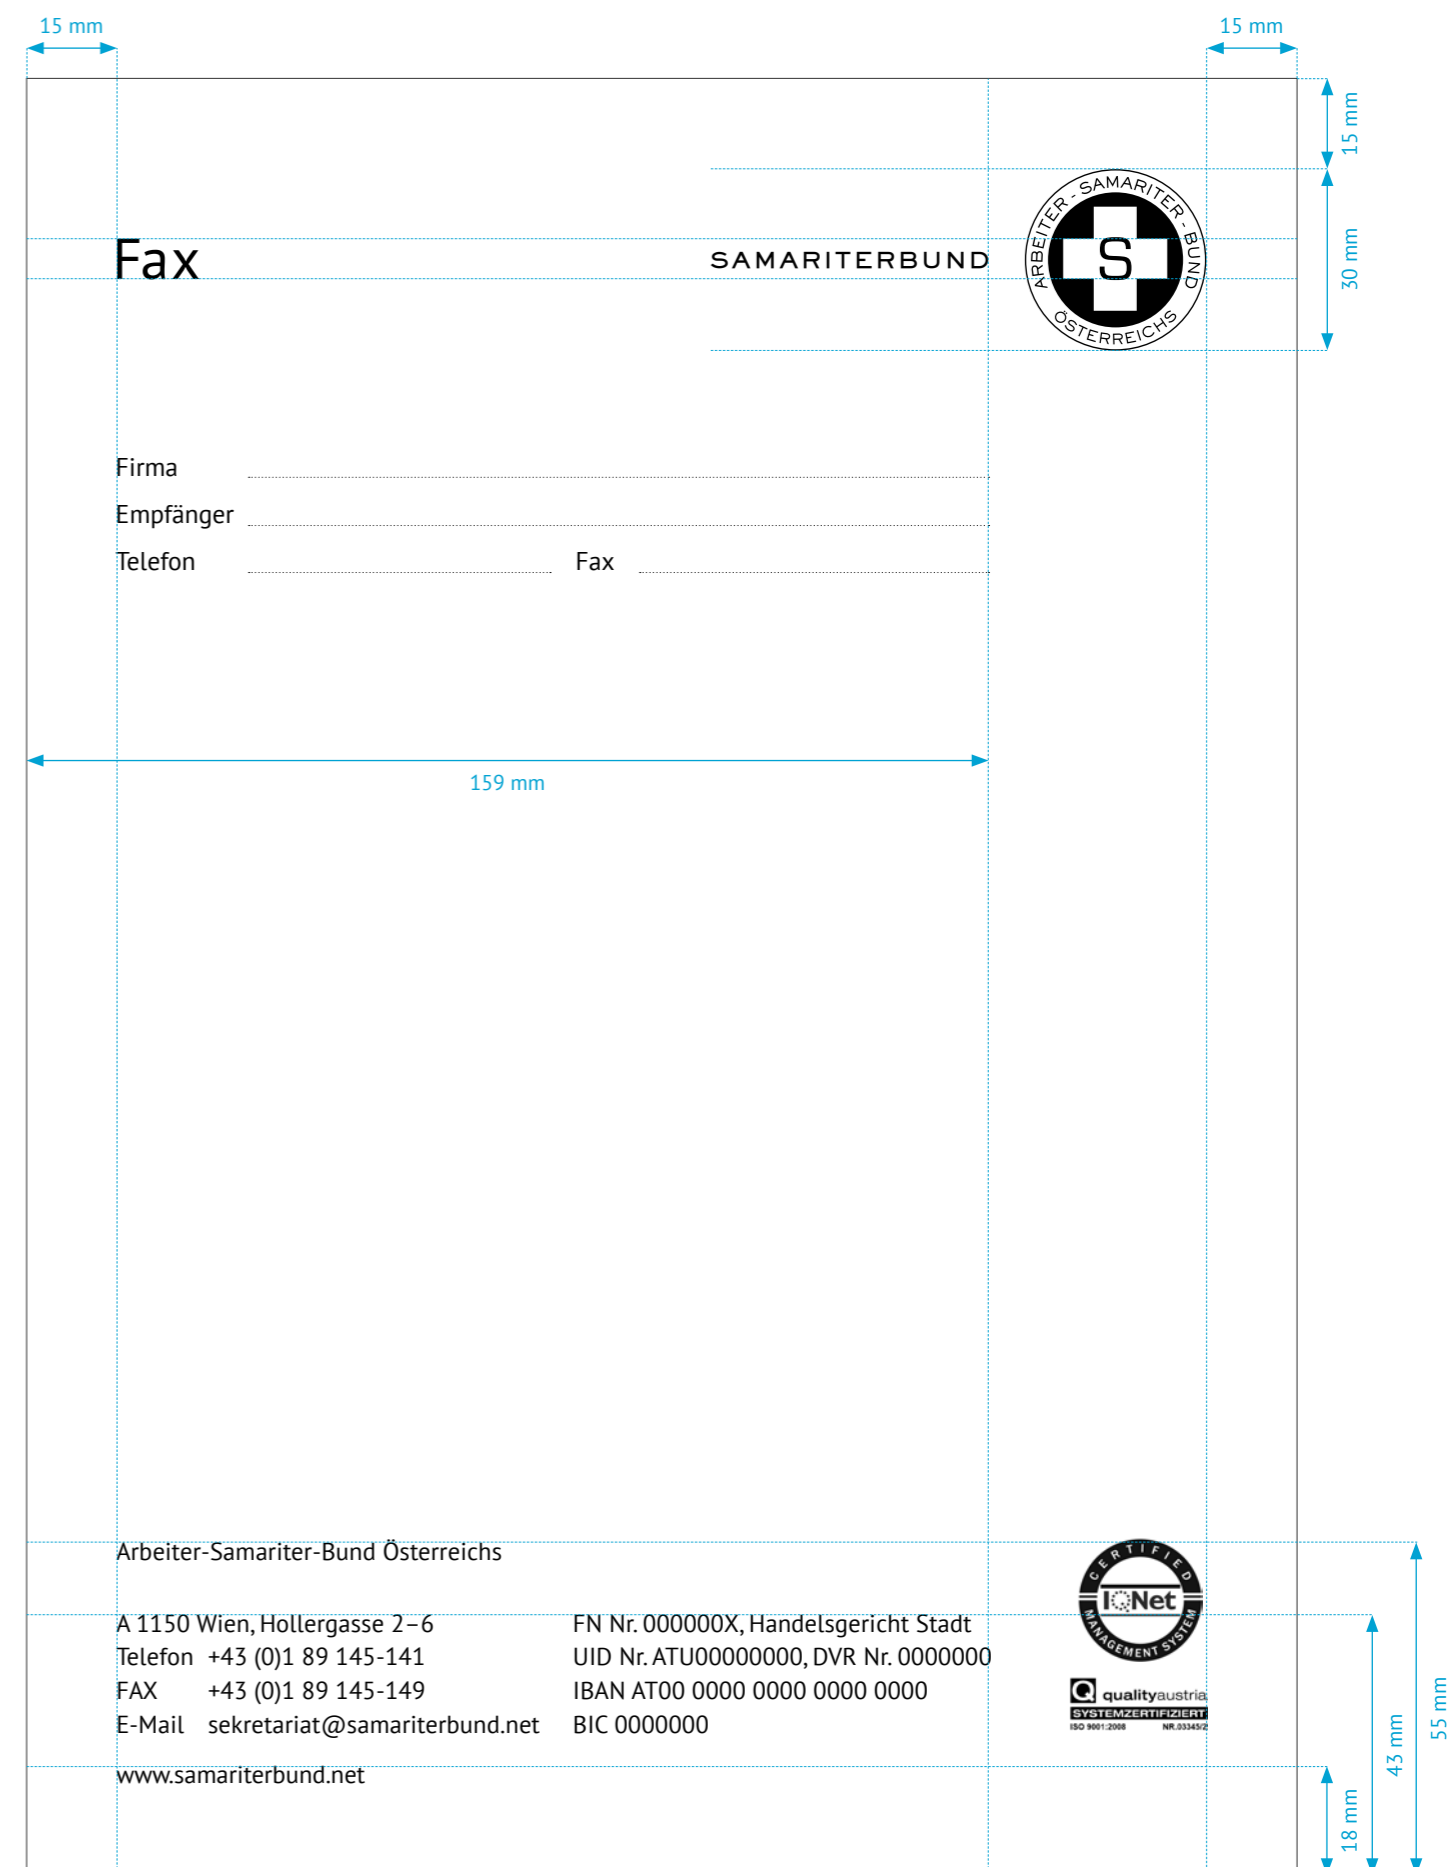 15 mm
15 mm
15 mm
ARBEITER - SAMARITER - BUND
ÖSTERREICHS
S
30 mm
Fax
SAMARITERBUND
Firma
Empfänger
Telefon Fax
159 mm
Arbeiter-Samariter-Bund Österreichs
A 1150 Wien, Hollergasse 2–6
Telefon +43 (0)1 89 145-141
FAX +43 (0)1 89 145-149
E-Mail sekretariat@samariterbund.net
www.samariterbund.net
FN Nr. 000000X, Handelsgericht Stadt
UID Nr. ATU00000000, DVR Nr. 0000000
IBAN AT00 0000 0000 0000 0000
BIC 0000000
CERTIFIED
IQNet
MANAGEMENT SYSTEM
Q qualityaustria
SYSTEMZERTIFIZIERT
ISO 9001:2008 NR.03345/2
18 mm
43 mm
55 mm